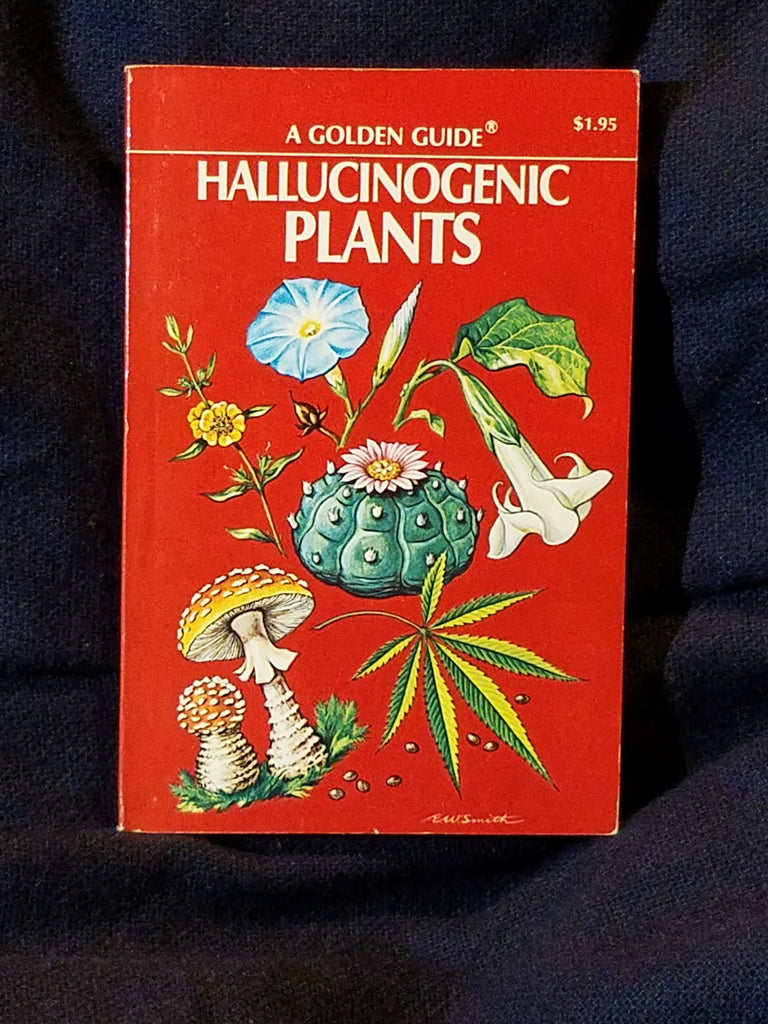 $1.95
A GOLDEN GUIDE®
HALLUCINOGENIC
PLANTS
E.W.Smith